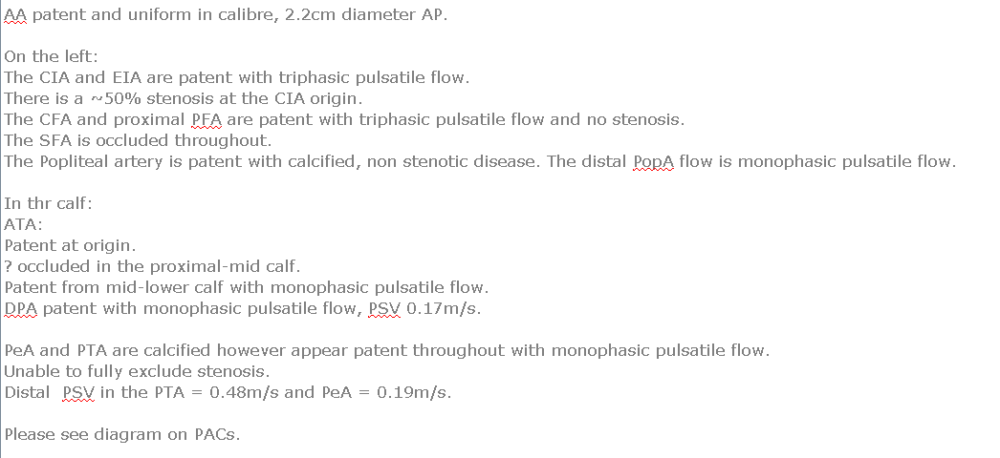 AA patent and uniform in calibre, 2.2cm diameter AP.
On the left:
The CIA and EIA are patent with triphasic pulsatile flow.
There is a ~50% stenosis at the CIA origin.
The CFA and proximal PFA are patent with triphasic pulsatile flow and no stenosis.
The SFA is occluded throughout.
The Popliteal artery is patent with calcified, non stenotic disease. The distal PopA flow is monophasic pulsatile flow.
In thr calf:
ATA:
Patent at origin.
? occluded in the proximal-mid calf.
Patent from mid-lower calf with monophasic pulsatile flow.
DPA patent with monophasic pulsatile flow, PSV 0.17m/s.
PeA and PTA are calcified however appear patent throughout with monophasic pulsatile flow.
Unable to fully exclude stenosis.
Distal  PSV in the PTA = 0.48m/s and PeA = 0.19m/s.
Please see diagram on PACs.